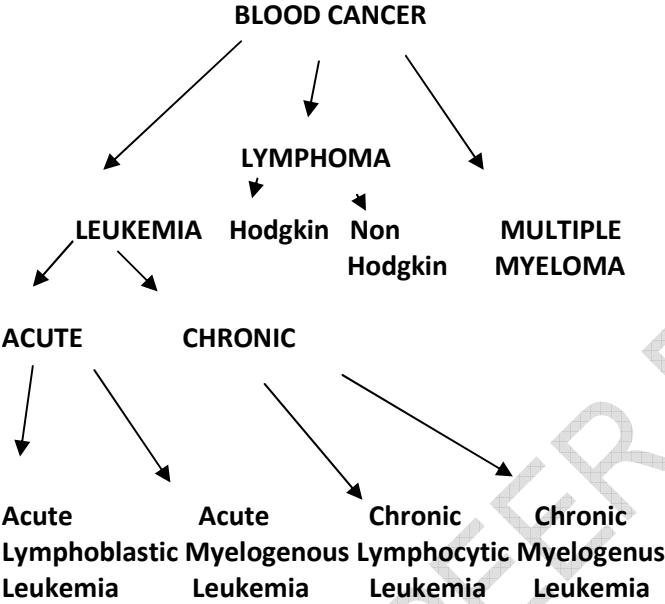 BLOOD CANCER
LYMPHOMA
LEUKEMIA Hodgkin Non MULTIPLE
Hodgkin MYELOMA
ACUTE CHRONIC
Acute Acute Chronic Chronic
Lymphoblastic Myelogenous Lymphocytic Myelogenus
Leukemia Leukemia Leukemia Leukemia